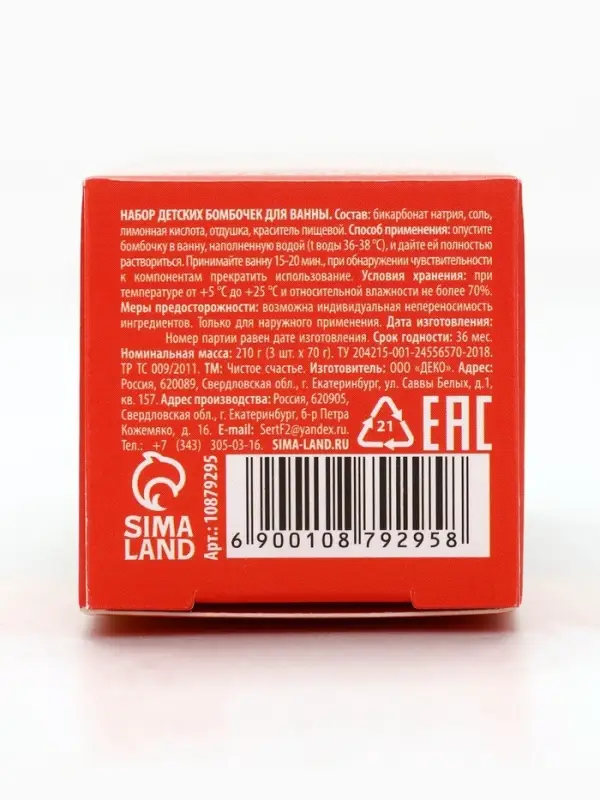 НАБОР ДЕТСКИХ БОМБОЧЕК ДЛЯ ВАННЫ. Состав: бикарбонат натрия, соль,
лимонная кислота, отдушка, краситель пищевой. Способ применения: опустите
бомбочку в ванну, наполненную водой (t воды 36-38 °C), и дайте ей полностью
раствориться. Принимайте ванну 15-20 мин., при обнаружении чувствительности
к компонентам прекратить использование. Условия хранения: при
температуре от +5 °C до +25 °C и относительной влажности не более 70%.
Меры предосторожности: возможна индивидуальная непереносимость
ингредиентов. Только для наружного применения. Дата изготовления:
Номер партии равен дате изготовления. Срок годности: 36 мес.
Номинальная масса: 210 г (3 шт. х 70 г). ТУ 204215-001-24556570-2018.
ТР ТС 009/2011. ТМ: Чистое счастье. Изготовитель: ООО «ДЕКО». Адрес:
Россия, 620089, Свердловская обл., г. Екатеринбург, ул. Саввы Белых, д.1,
кв. 157. Адрес производства: Россия, 620905,
Свердловская обл., г. Екатеринбург, б-р Петра
Кожемяко, д. 16. E-mail: SertF2@yandex.ru.
Тел.: +7 (343) 305-03-16. SIMA-LAND.RU
21
EAC
SIMA
LAND
Арт.: 10879295
6 900108 792958